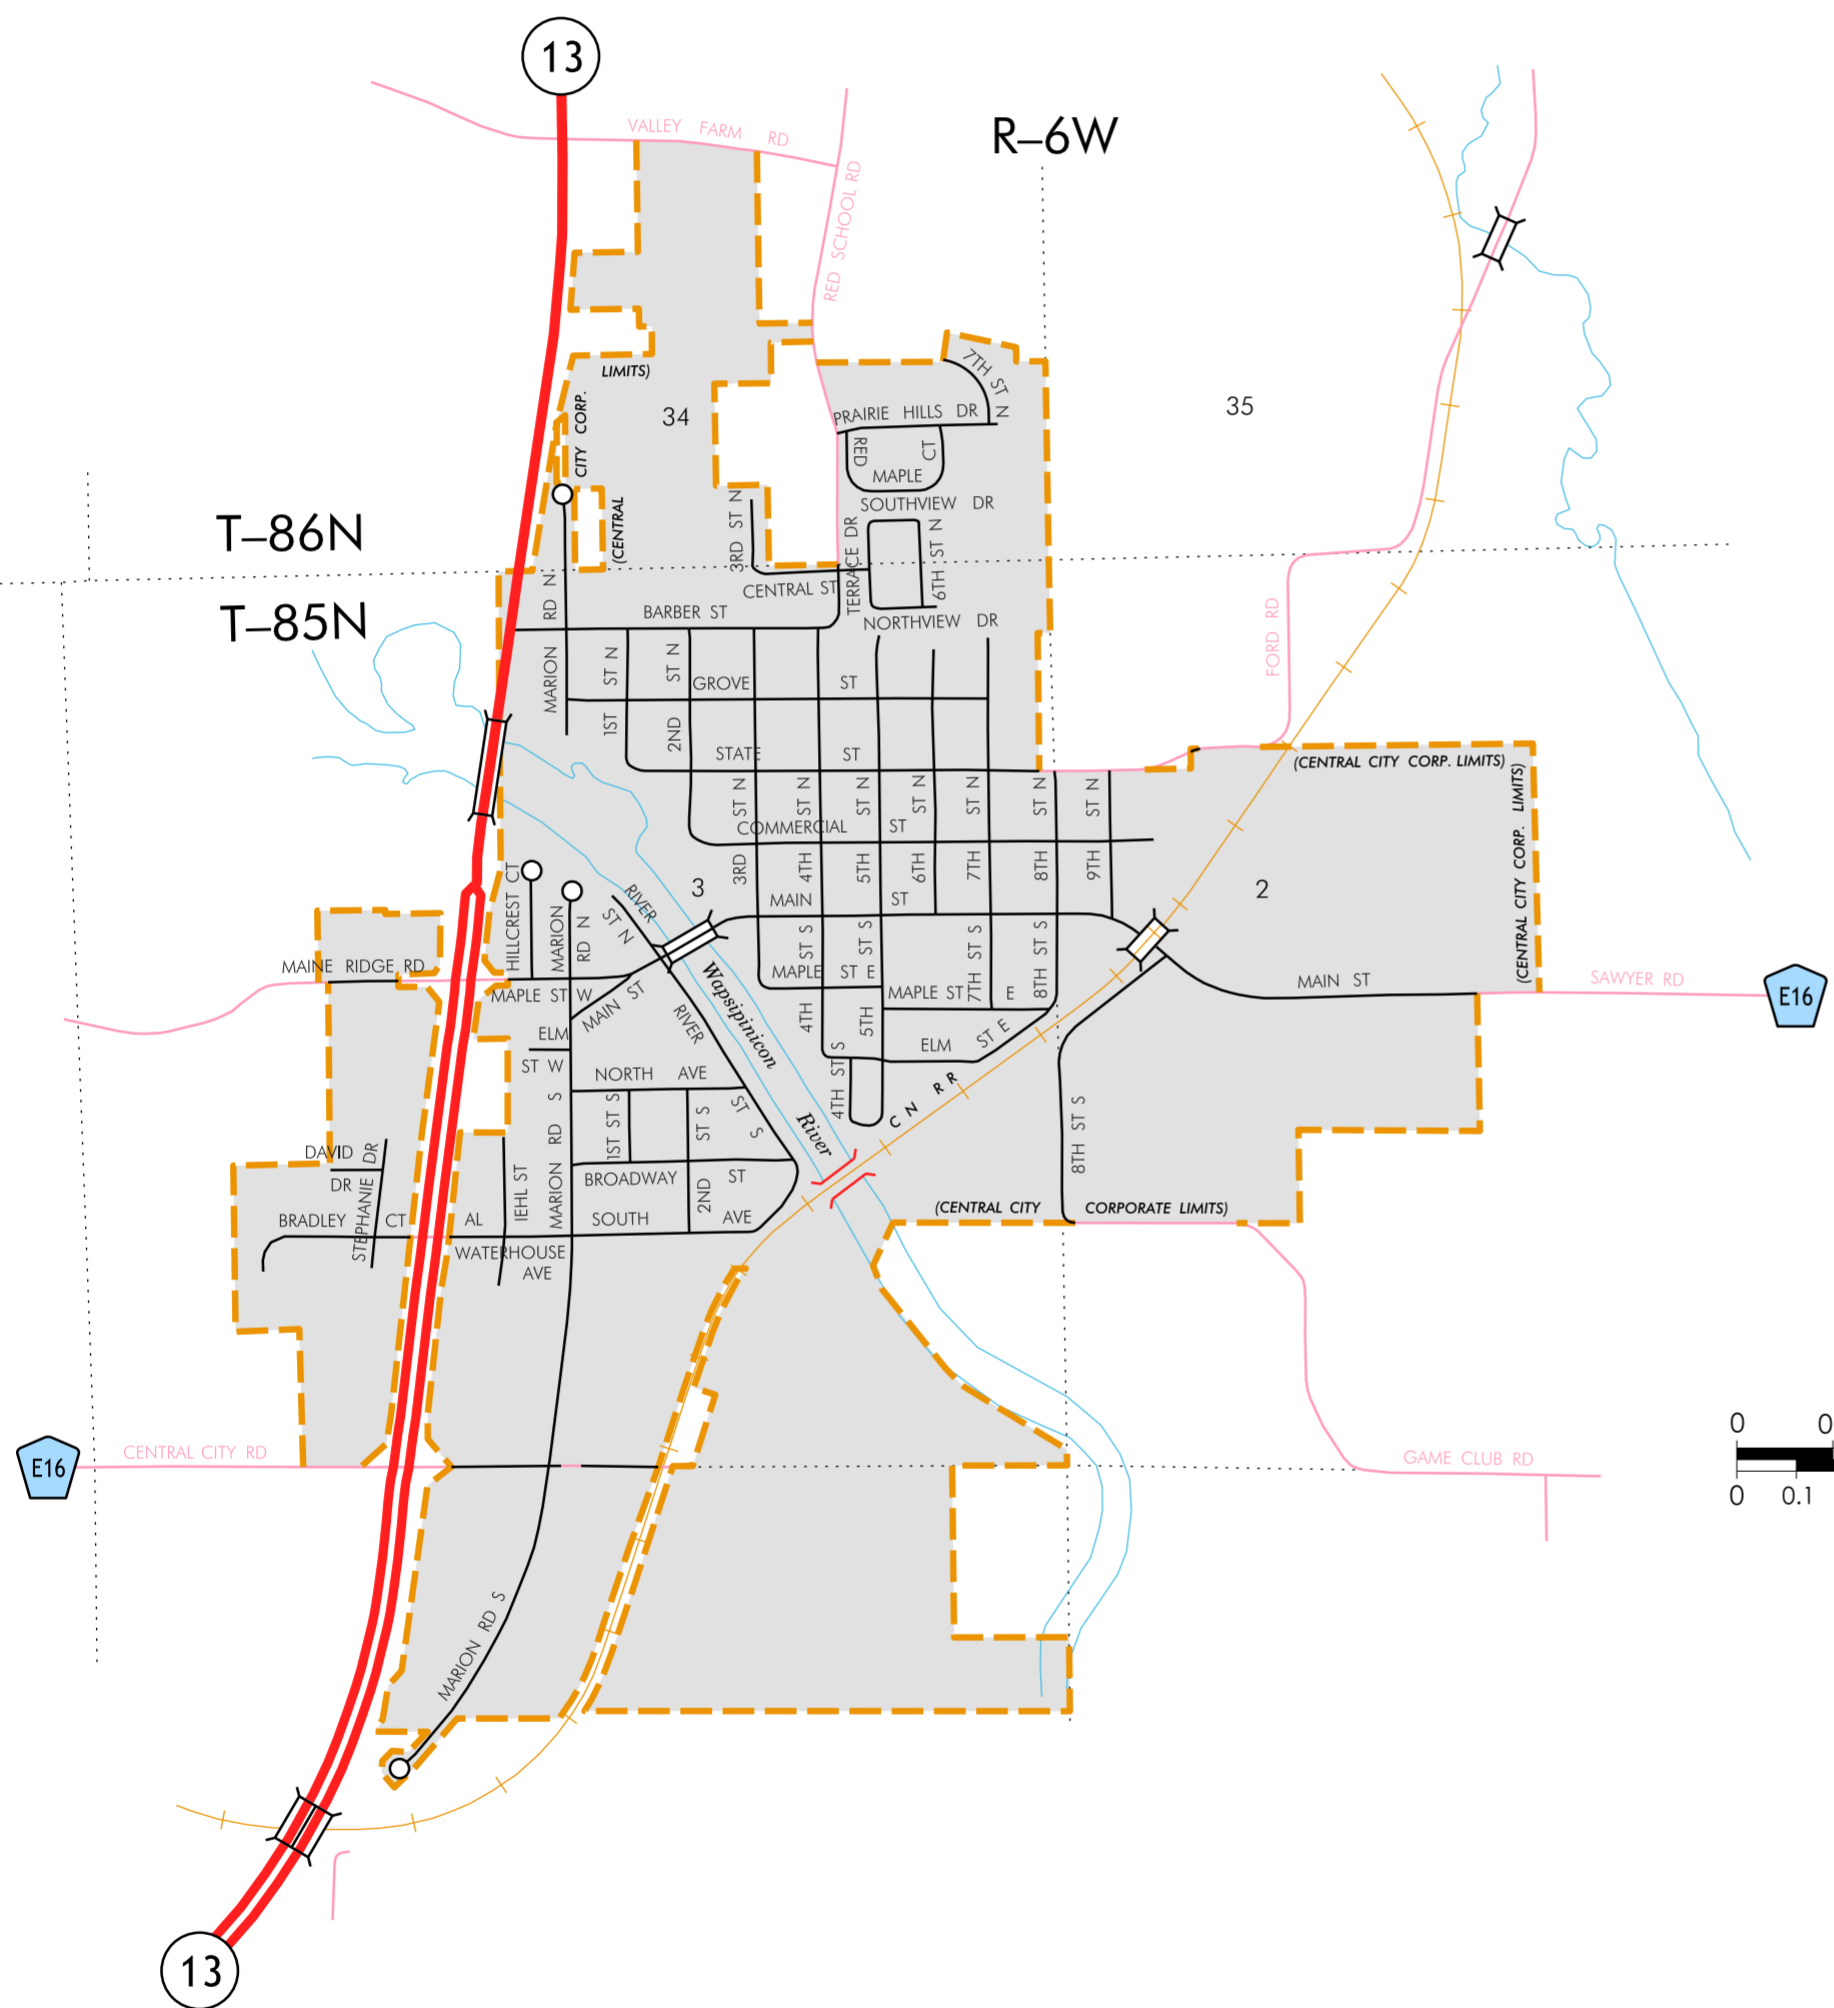 13
VALLEY FARM RD
R–6W
RED SCHOOL RD
LIMITS)
CITY CORP.
(CENTRAL
34
35
7TH ST N
PRAIRIE HILLS DR
RED
MAPLE
CT
SOUTHVIEW DR
T–86N
3RD ST N
TERRACE DR
6TH ST N
CENTRAL ST
T–85N
BARBER ST
NORTHVIEW DR
MARION RD N
1ST ST N
2ND ST N
GROVE ST
FORD RD
STATE ST
(CENTRAL CITY CORP. LIMITS)
(CENTRAL CITY CORP. LIMITS)
3RD ST N
4TH ST N
5TH ST N
6TH ST N
7TH ST N
8TH ST N
9TH ST N
COMMERCIAL ST
3
2
HILLCREST CT
MARION RD N
RIVER ST N
MAIN ST
MAINE RIDGE RD
MAPLE ST W
MAIN ST
Wapsipinicon
River
4TH ST S
5TH ST S
7TH ST S
8TH ST S
MAPLE ST E
MAPLE ST E
MAIN ST
SAWYER RD
E16
ELM ST W
RIVER ST S
ELM ST E
NORTH AVE
4TH ST S
C N R R
1ST ST S
2ND ST S
MARION RD S
8TH ST S
DAVID DR
STEPHANIE DR
IEHL ST
BROADWAY ST
BRADLEY CT
AL
SOUTH AVE
(CENTRAL CITY CORPORATE LIMITS)
WATERHOUSE
AVE
E16
CENTRAL CITY RD
GAME CLUB RD
0 0
0 0.1
MARION RD S
13